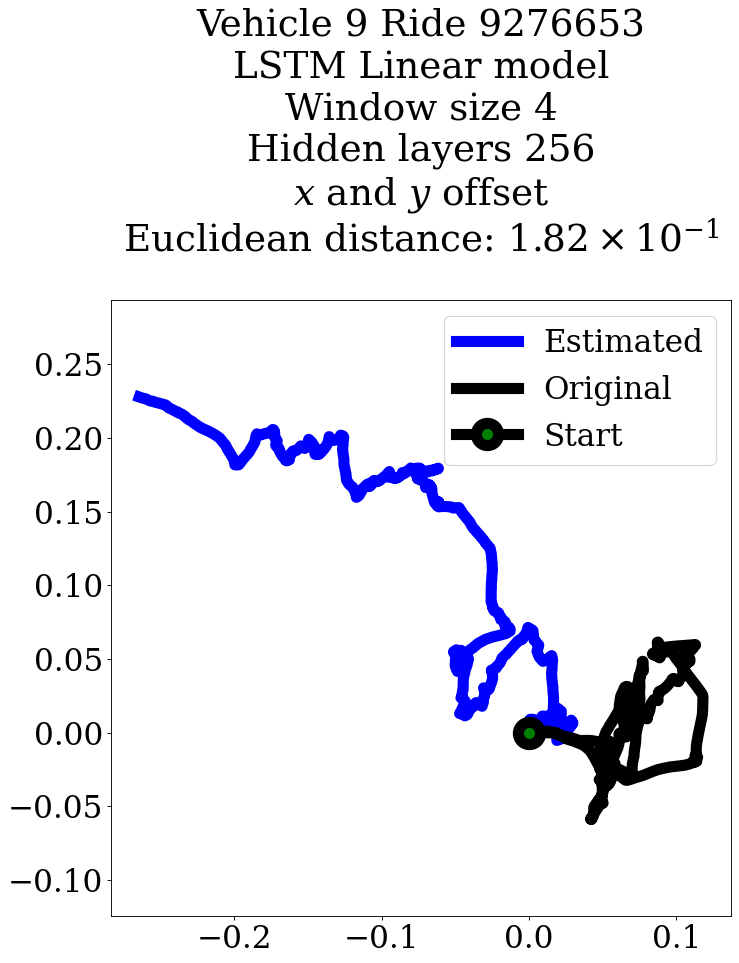 Vehicle 9 Ride 9276653
LSTM Linear model
Window size 4
Hidden layers 256
x and y offset
Euclidean distance: 1.82 × 10⁻¹
Estimated
Original
Start
0.25
0.20
0.15
0.10
0.05
0.00
−0.05
−0.10
−0.2 −0.1 0.0 0.1